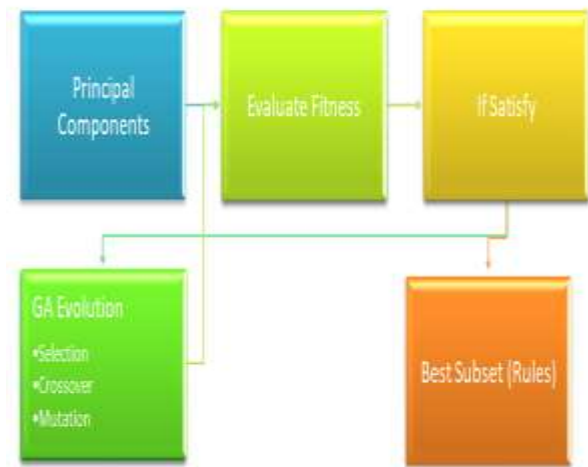 Principal
Components
Evaluate Fitness
If Satisfy
GA Evolution
•Selection
•Crossover
•Mutation
Best Subset (Rules)